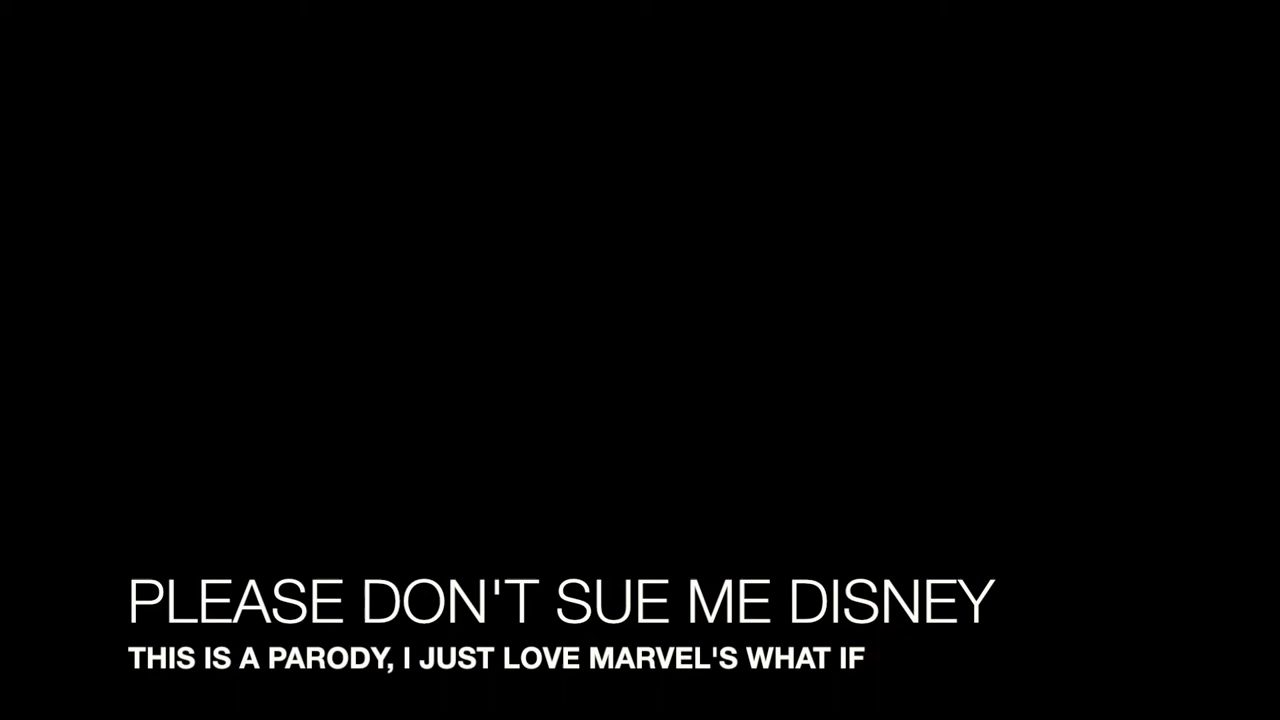 PLEASE DON'T SUE ME DISNEY
THIS IS A PARODY, I JUST LOVE MARVEL'S WHAT IF